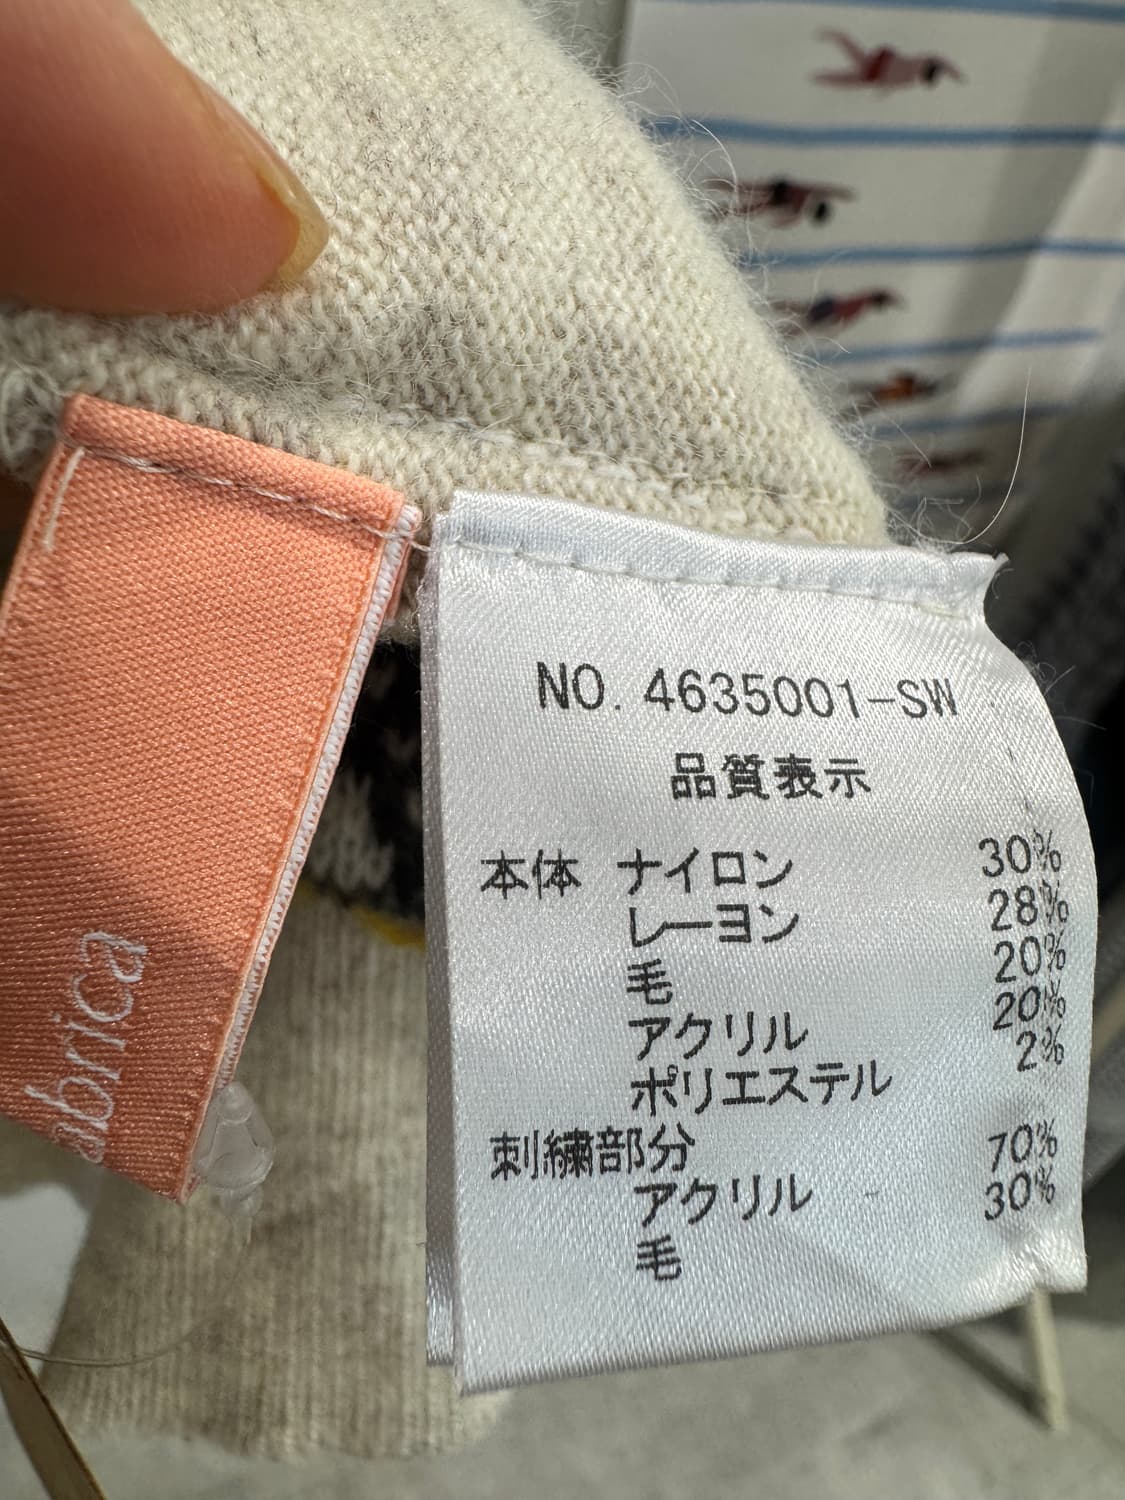 NO. 4635001-SW
品質表示
本体 ナイロン 30%
レーヨン 28%
毛 20%
アクリル 20%
ポリエステル 2%
刺繍部分
アクリル 70%
毛 30%
abrica